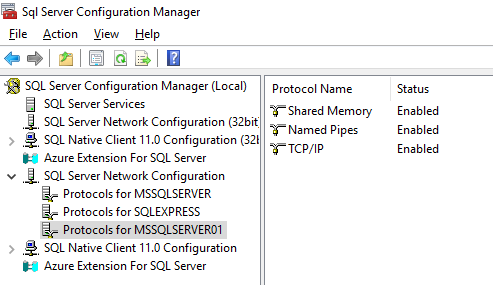 Sql Server Configuration Manager
File Action View Help
SQL Server Configuration Manager (Local)
SQL Server Services
SQL Server Network Configuration (32bit)
SQL Native Client 11.0 Configuration (32b
Azure Extension For SQL Server
SQL Server Network Configuration
Protocols for MSSQLSERVER
Protocols for SQLEXPRESS
Protocols for MSSQLSERVER01
SQL Native Client 11.0 Configuration
Azure Extension For SQL Server
Protocol Name Status
Shared Memory Enabled
Named Pipes Enabled
TCP/IP Enabled